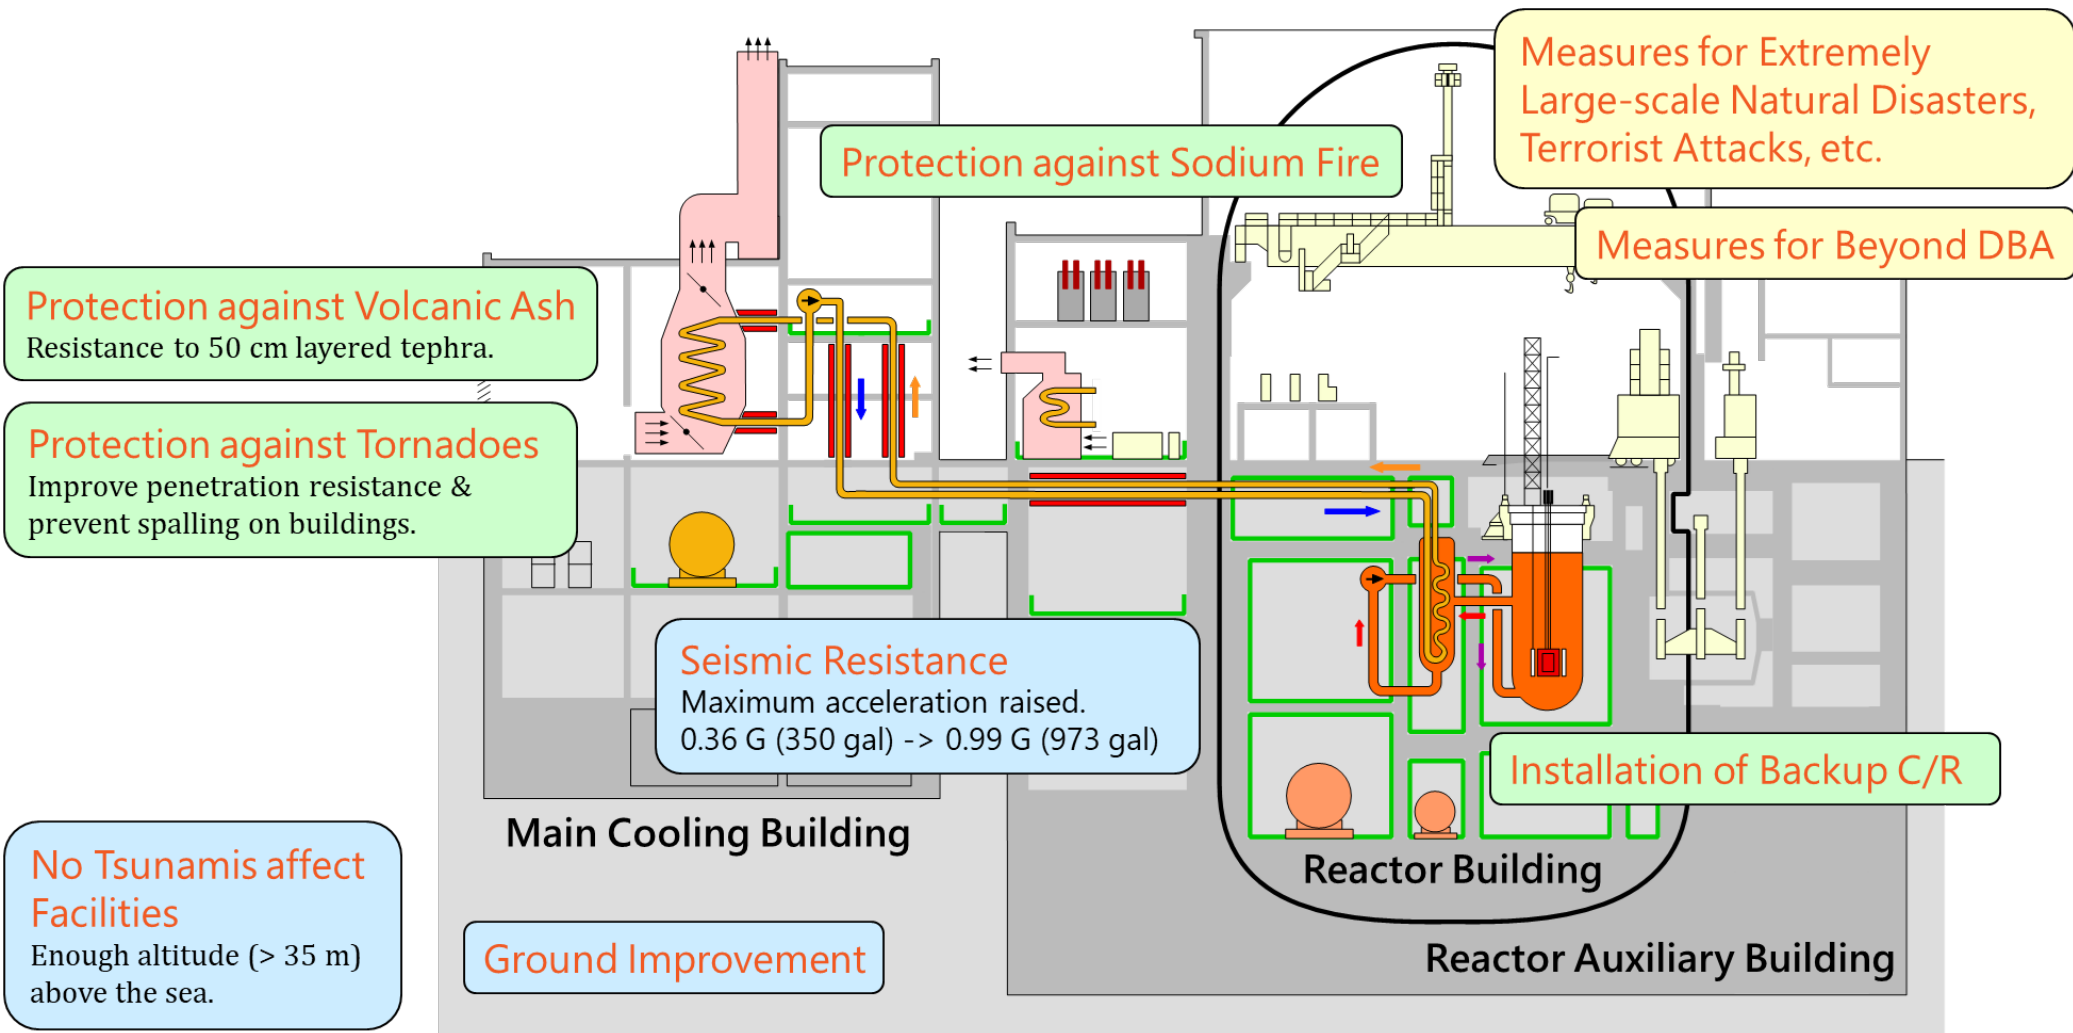 Measures for Extremely
Large-scale Natural Disasters,
Terrorist Attacks, etc.
Protection against Sodium Fire
Measures for Beyond DBA
Protection against Volcanic Ash
Resistance to 50 cm layered tephra.
Protection against Tornadoes
Improve penetration resistance &
prevent spalling on buildings.
Seismic Resistance
Maximum acceleration raised.
0.36 G (350 gal) -> 0.99 G (973 gal)
Installation of Backup C/R
Main Cooling Building
Reactor Building
No Tsunamis affect
Facilities
Enough altitude (> 35 m)
above the sea.
Ground Improvement
Reactor Auxiliary Building